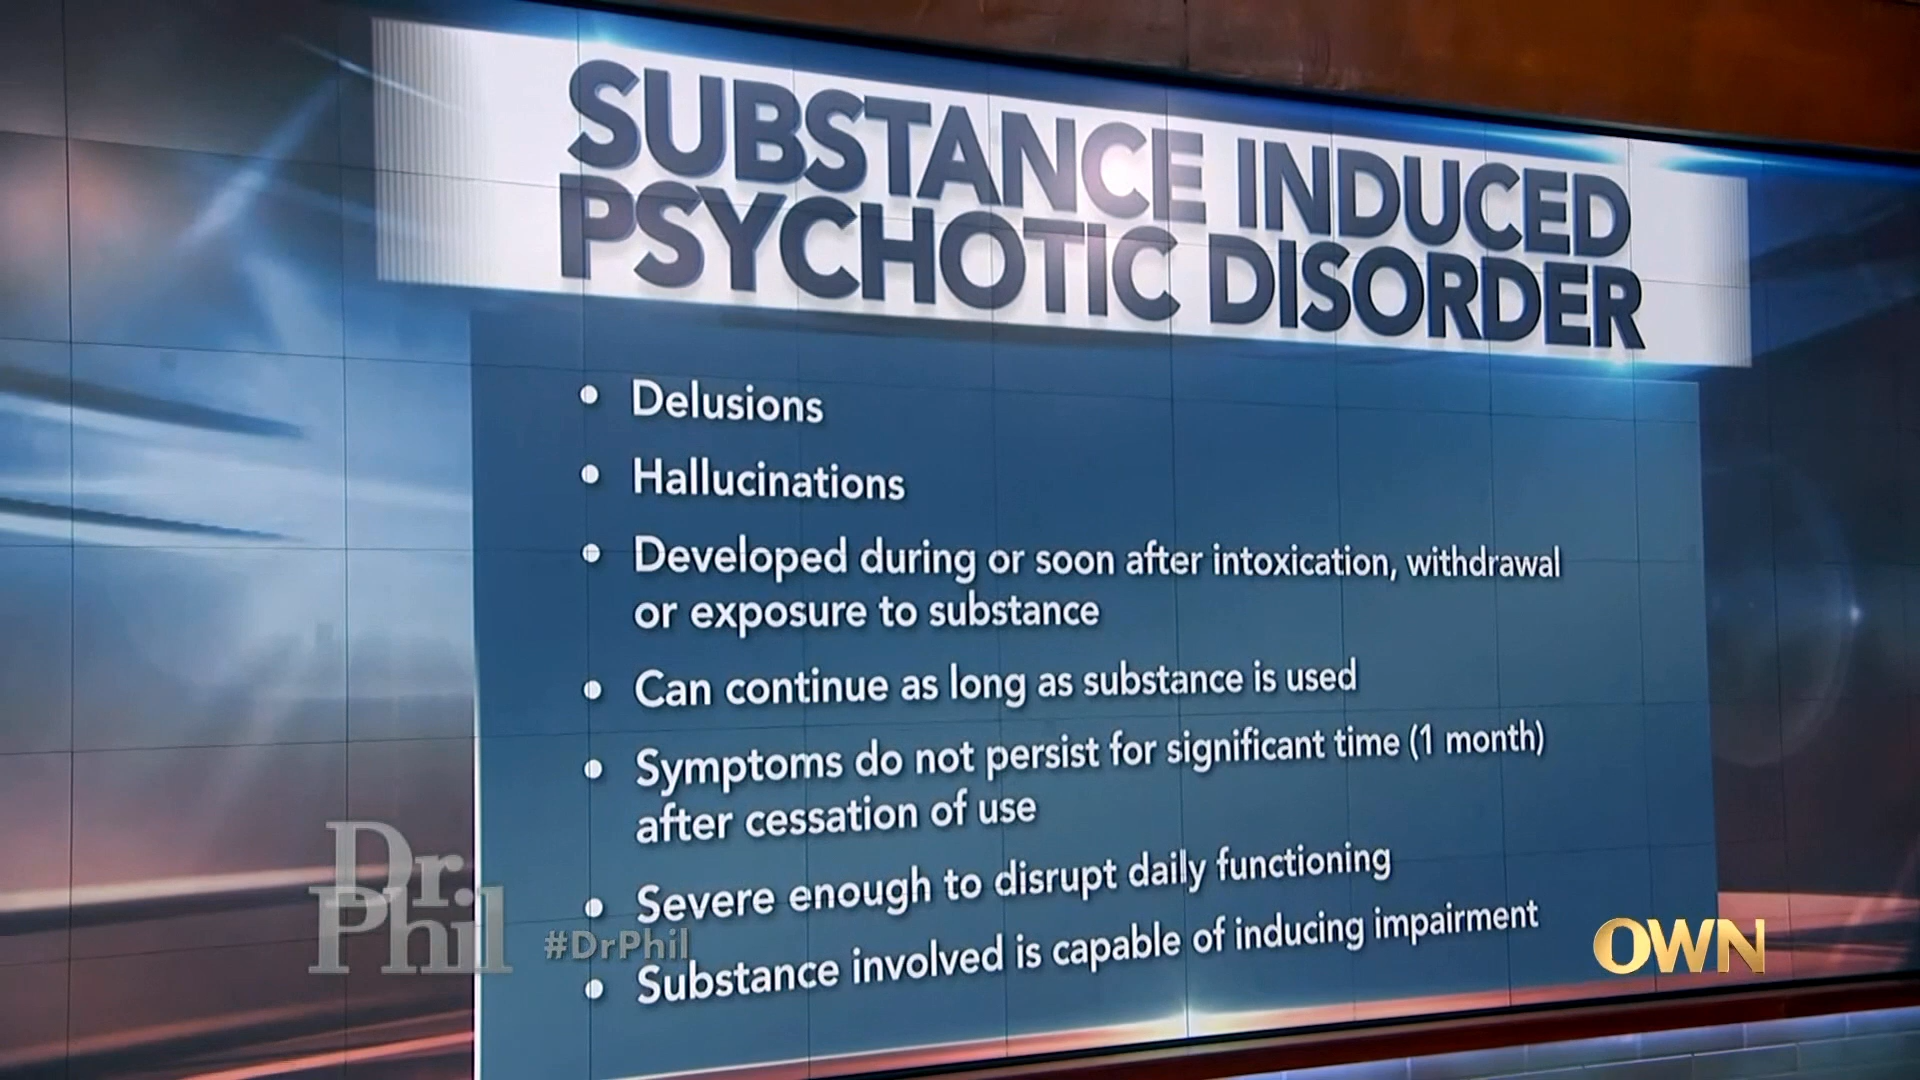 SUBSTANCE INDUCED
PSYCHOTIC DISORDER
• Delusions
• Hallucinations
• Developed during or soon after intoxication, withdrawal
or exposure to substance
• Can continue as long as substance is used
• Symptoms do not persist for significant time (1 month)
after cessation of use
• Severe enough to disrupt daily functioning
• Substance involved is capable of inducing impairment
Dr.
Phil
#DrPhil
OWN